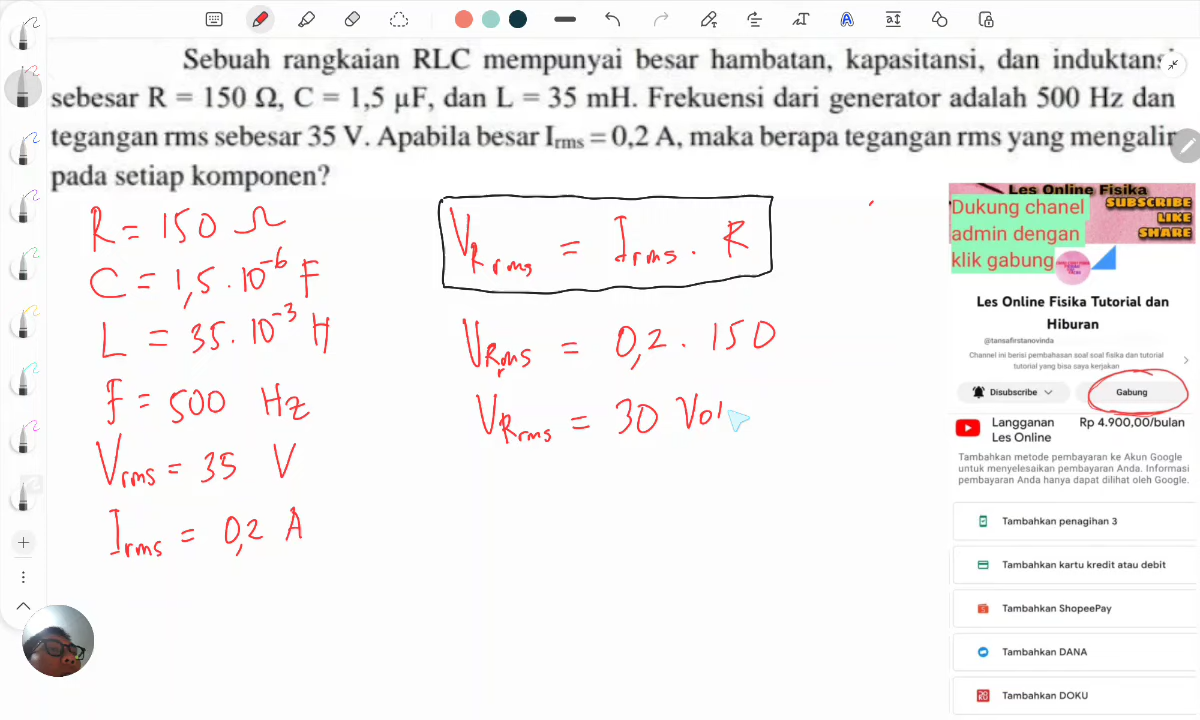 Sebuah rangkaian RLC mempunyai besar hambatan, kapasitansi, dan induktansi
sebesar R = 150 Ω, C = 1,5 μF, dan L = 35 mH. Frekuensi dari generator adalah 500 Hz dan
tegangan rms sebesar 35 V. Apabila besar Irms = 0,2 A, maka berapa tegangan rms yang mengalir
pada setiap komponen?
R = 150 Ω
C = 1,5 . 10⁻⁶ F
L = 35 . 10⁻³ H
F = 500 Hz
Vrms = 35 V
Irms = 0,2 A
VRrms = Irms . R
VRrms = 0,2 . 150
VRrms = 30 Vol
Les Online Fisika
SUBSCRIBE
LIKE
SHARE
Dukung chanel
admin dengan
klik gabung
Les Online Fisika Tutorial dan
Hiburan
@tansafirstanovinda
Channel ini berisi pembahasan soal soal fisika dan tutorial
tutorial yang bisa saya kerjakan
Disubscribe
Gabung
Langganan
Les Online
Rp 4.900,00/bulan
Tambahkan metode pembayaran ke Akun Google
untuk menyelesaikan pembayaran Anda. Informasi
pembayaran Anda hanya dapat dilihat oleh Google.
Tambahkan penagihan 3
Tambahkan kartu kredit atau debit
Tambahkan ShopeePay
Tambahkan DANA
Tambahkan DOKU